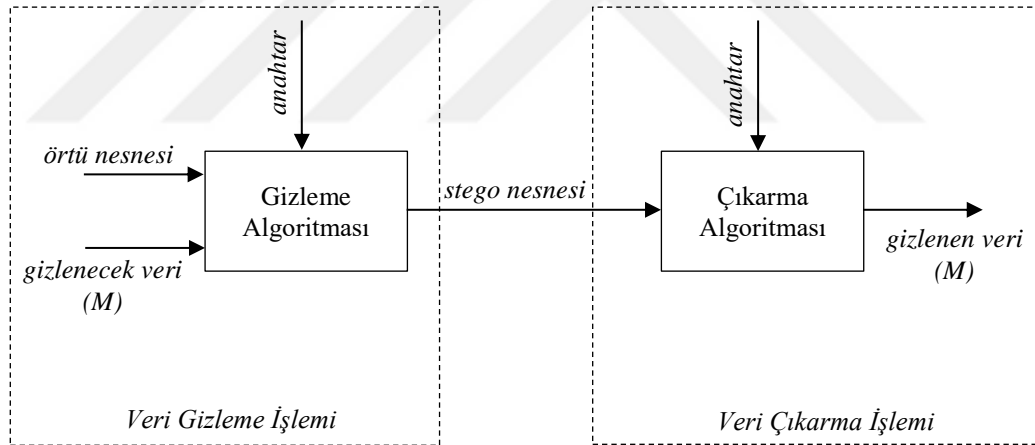 anahtar
örtü nesnesi
gizlenecek veri
(M)
Gizleme
Algoritması
stego nesnesi
Veri Gizleme İşlemi
anahtar
Çıkarma
Algoritması
gizlenen veri
(M)
Veri Çıkarma İşlemi